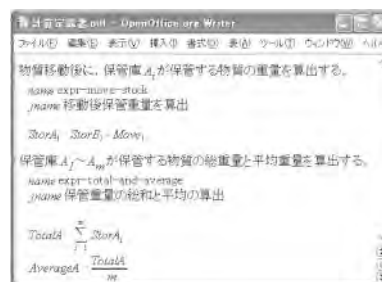 計算定義書.odt - OpenOffice.org Writer
ファイル(F) 編集(E) 表示(V) 挿入(I) 書式(O) 表(A) ツール(T) ウィンドウ(W) ヘルプ
物質移動後に、保管庫 Aᵢが保管する物質の重量を算出する。
name expr-move-stock
jname 移動後保管重量を算出
StorAᵢ StorBᵢ - Moveᵢ
保管庫 A₁~Aₘが保管する物質の総重量と平均重量を算出する。
name expr-total-and-average
jname 保管重量の総和と平均の算出
TotalA ∑ StorAᵢ
AverageA TotalA
m